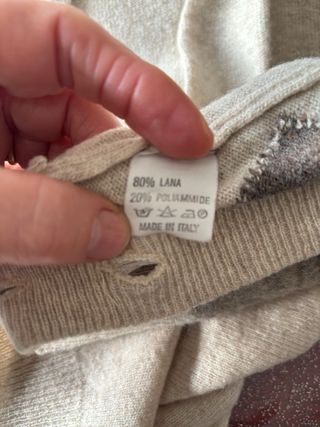 80% LANA
20% POLIAMMIDE
MADE IN ITALY